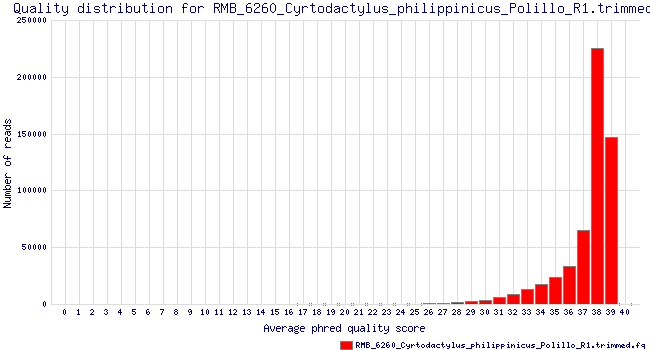 Quality distribution for RMB_6260_Cyrtodactylus_philippinicus_Polillo_R1.trimmed
250000
200000
150000
100000
50000
0
Number of reads
0 1 2 3 4 5 6 7 8 9 10 11 12 13 14 15 16 17 18 19 20 21 22 23 24 25 26 27 28 29 30 31 32 33 34 35 36 37 38 39 40
Average phred quality score
RMB_6260_Cyrtodactylus_philippinicus_Polillo_R1.trimmed.fq